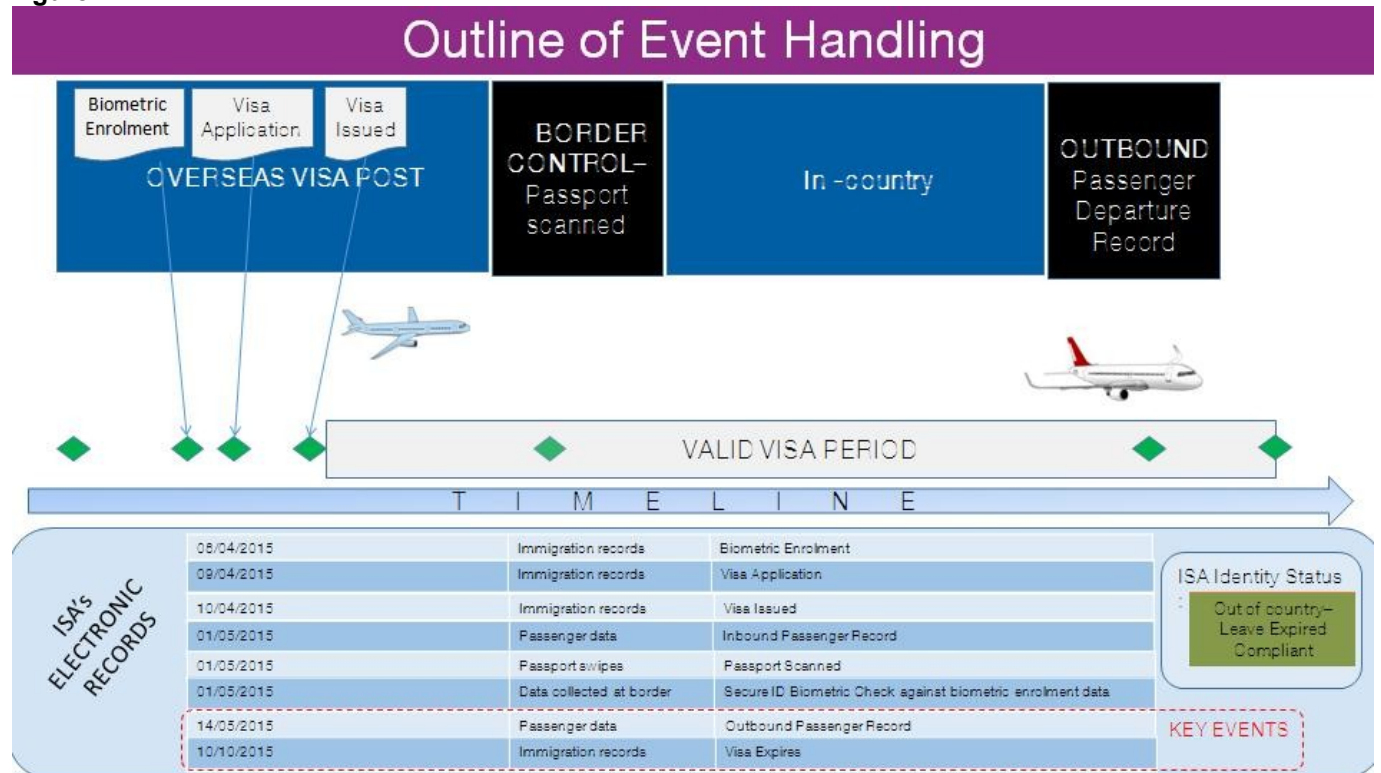 Outline of Event Handling
Biometric
Enrolment
Visa
Application
Visa
Issued
OVERSEAS VISA POST
BORDER
CONTROL–
Passport
scanned
In -country
OUTBOUND
Passenger
Departure
Record
VALID VISA PERIOD
T I M E L I N E
ISA's
ELECTRONIC
RECORDS
08/04/2015 Immigration records Biometric Enrolment
09/04/2015 Immigration records Visa Application
10/04/2015 Immigration records Visa Issued
01/05/2015 Passenger data Inbound Passenger Record
01/05/2015 Passport swipes Passport Scanned
01/05/2015 Data collected at border Secure ID Biometric Check against biometric enrolment data
14/05/2015 Passenger data Outbound Passenger Record
10/10/2015 Immigration records Visa Expires
ISA Identity Status
:
Out of country–
Leave Expired
Compliant
KEY EVENTS